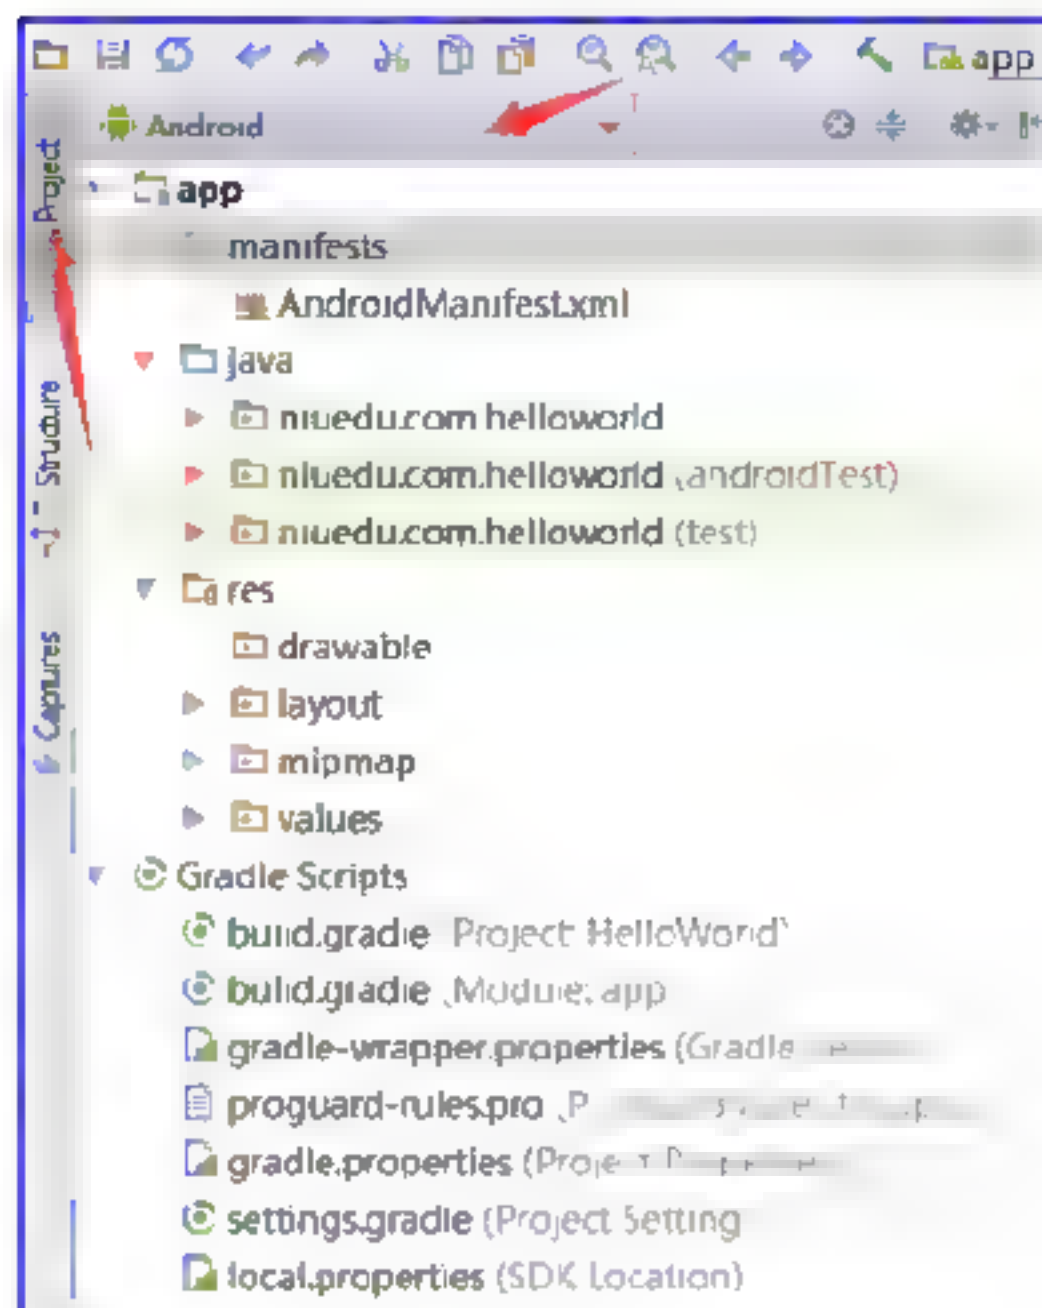 app
Android
Project
app
manifests
AndroidManifest.xml
java
niuedu.com.helloworld
niuedu.com.helloworld (androidTest)
Structure
niuedu.com.helloworld (test)
res
drawable
Captures
layout
mipmap
values
Gradle Scripts
build.gradle (Project: HelloWorld)
build.gradle (Module: app
gradle-wrapper.properties (Gradle
proguard-rules.pro
gradle.properties (Project
settings.gradle (Project Setting
local.properties (SDK Location)